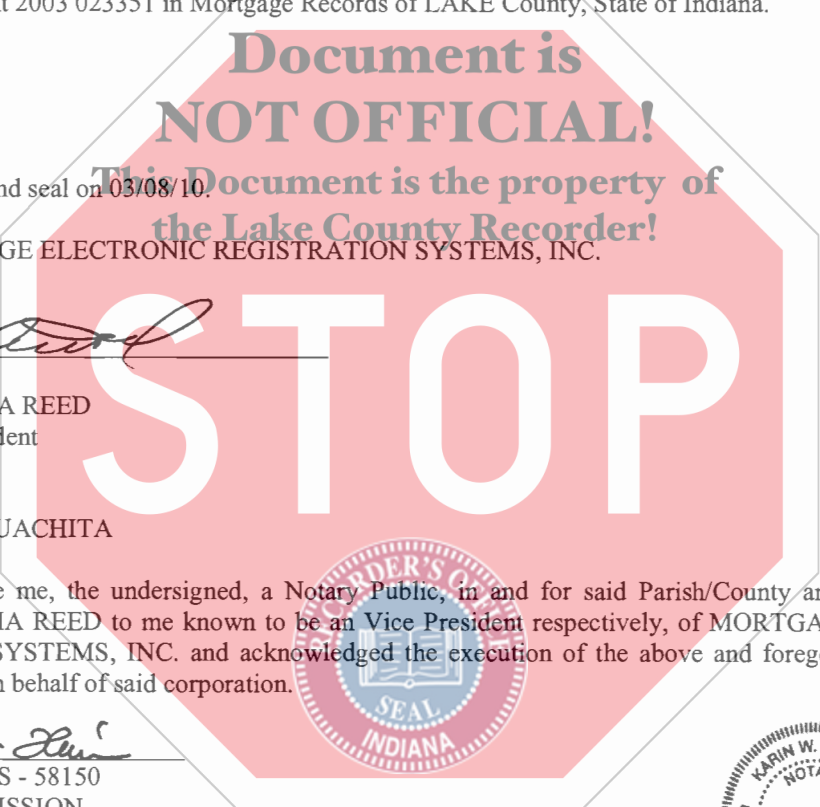 t 2003 023351 in Mortgage Records of LAKE County, State of Indiana.
Document is
NOT OFFICIAL!
This Document is the property of
the Lake County Recorder!
nd seal on 03/08/10.
GE ELECTRONIC REGISTRATION SYSTEMS, INC.
STOP
A REED
dent
UACHITA
e me, the undersigned, a Notary Public, in and for said Parish/County an
IA REED to me known to be an Vice President respectively, of MORTGA
SYSTEMS, INC. and acknowledged the execution of the above and forego
n behalf of said corporation.
RECORDER'S OFFICE
SEAL
INDIANA
S - 58150
MISSION
KARIN W.
NOTA